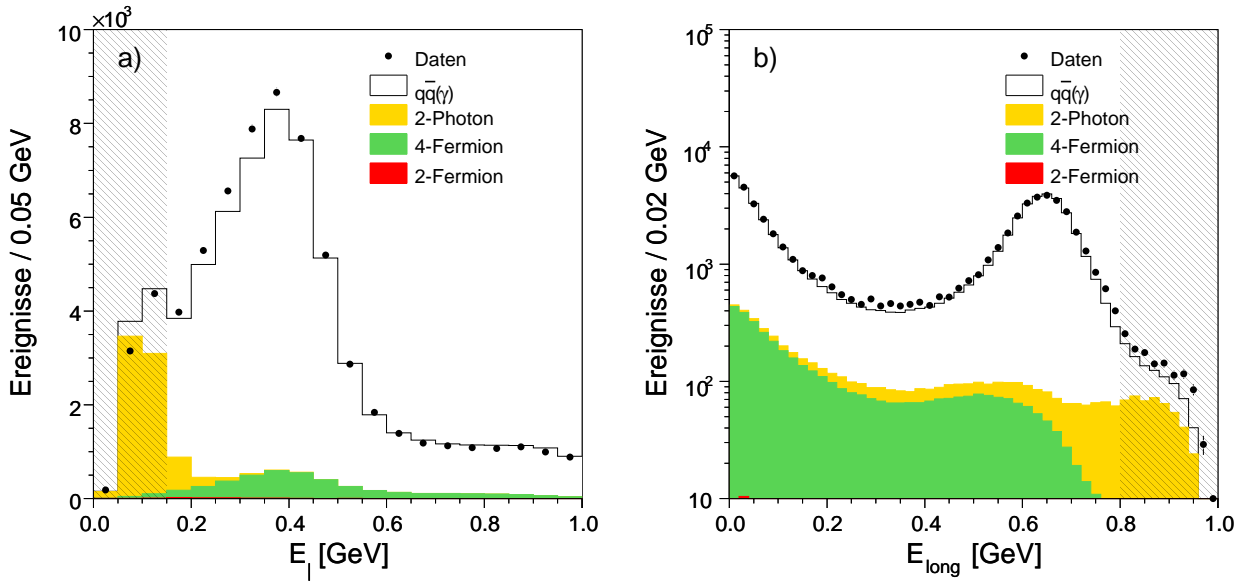 ×10³
10
8
6
4
2
0
Ereignisse / 0.05 GeV
a)
Daten
qq̅(γ)
2-Photon
4-Fermion
2-Fermion
0.0 0.2 0.4 0.6 0.8 1.0
E_l [GeV]
10⁵
10⁴
10³
10²
10
Ereignisse / 0.02 GeV
b)
Daten
qq̅(γ)
2-Photon
4-Fermion
2-Fermion
0.0 0.2 0.4 0.6 0.8 1.0
E_long [GeV]